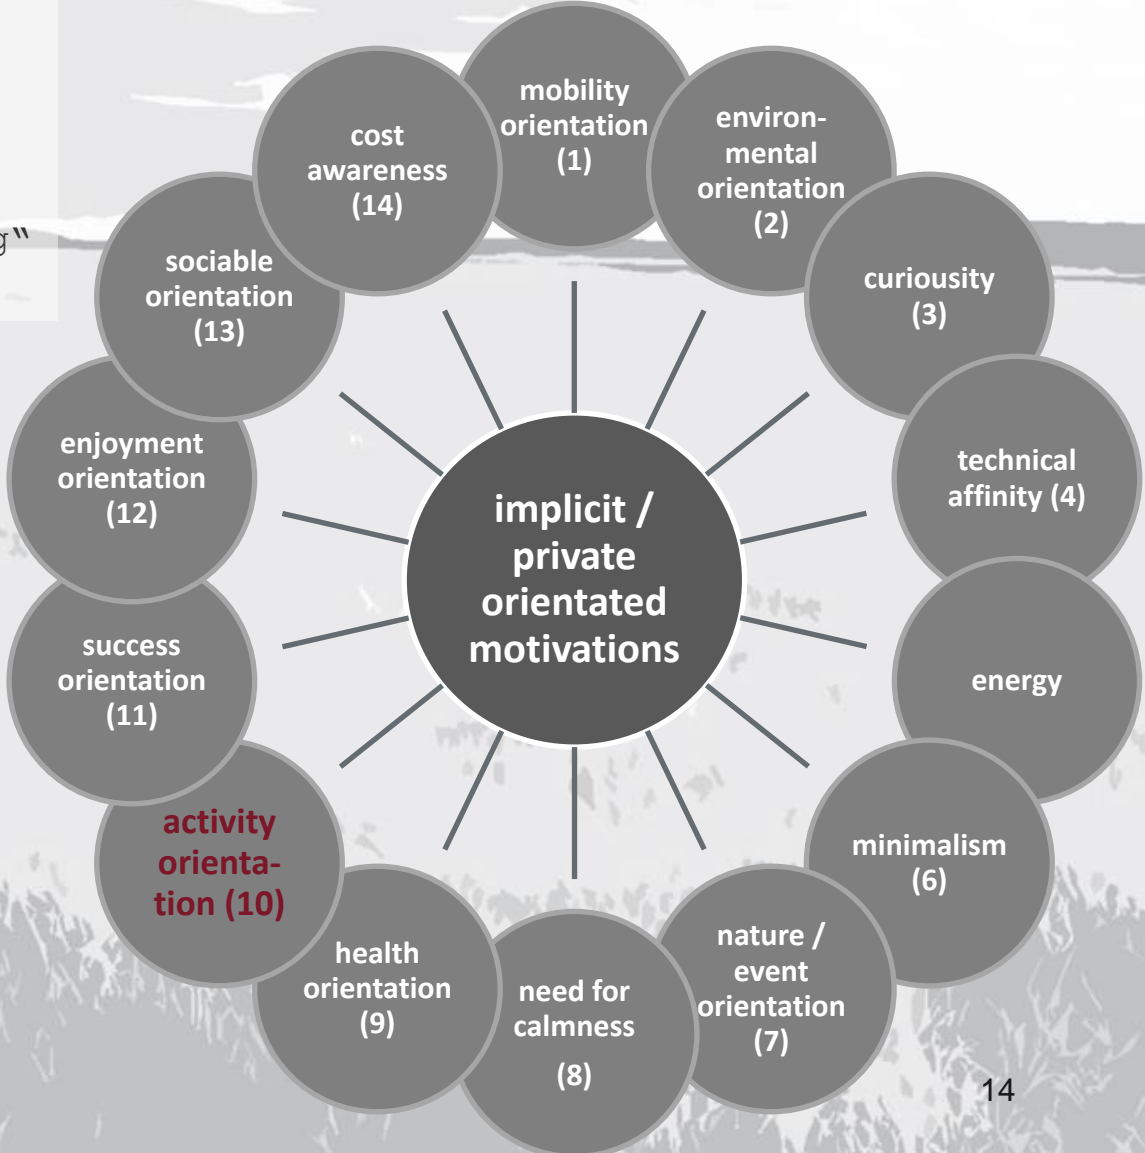 g“
mobility
orientation
(1)
environ-
mental
orientation
(2)
curiousity
(3)
technical
affinity (4)
energy
minimalism
(6)
nature /
event
orientation
(7)
need for
calmness
(8)
health
orientation
(9)
activity
orienta-
tion (10)
success
orientation
(11)
enjoyment
orientation
(12)
sociable
orientation
(13)
cost
awareness
(14)
implicit /
private
orientated
motivations
14